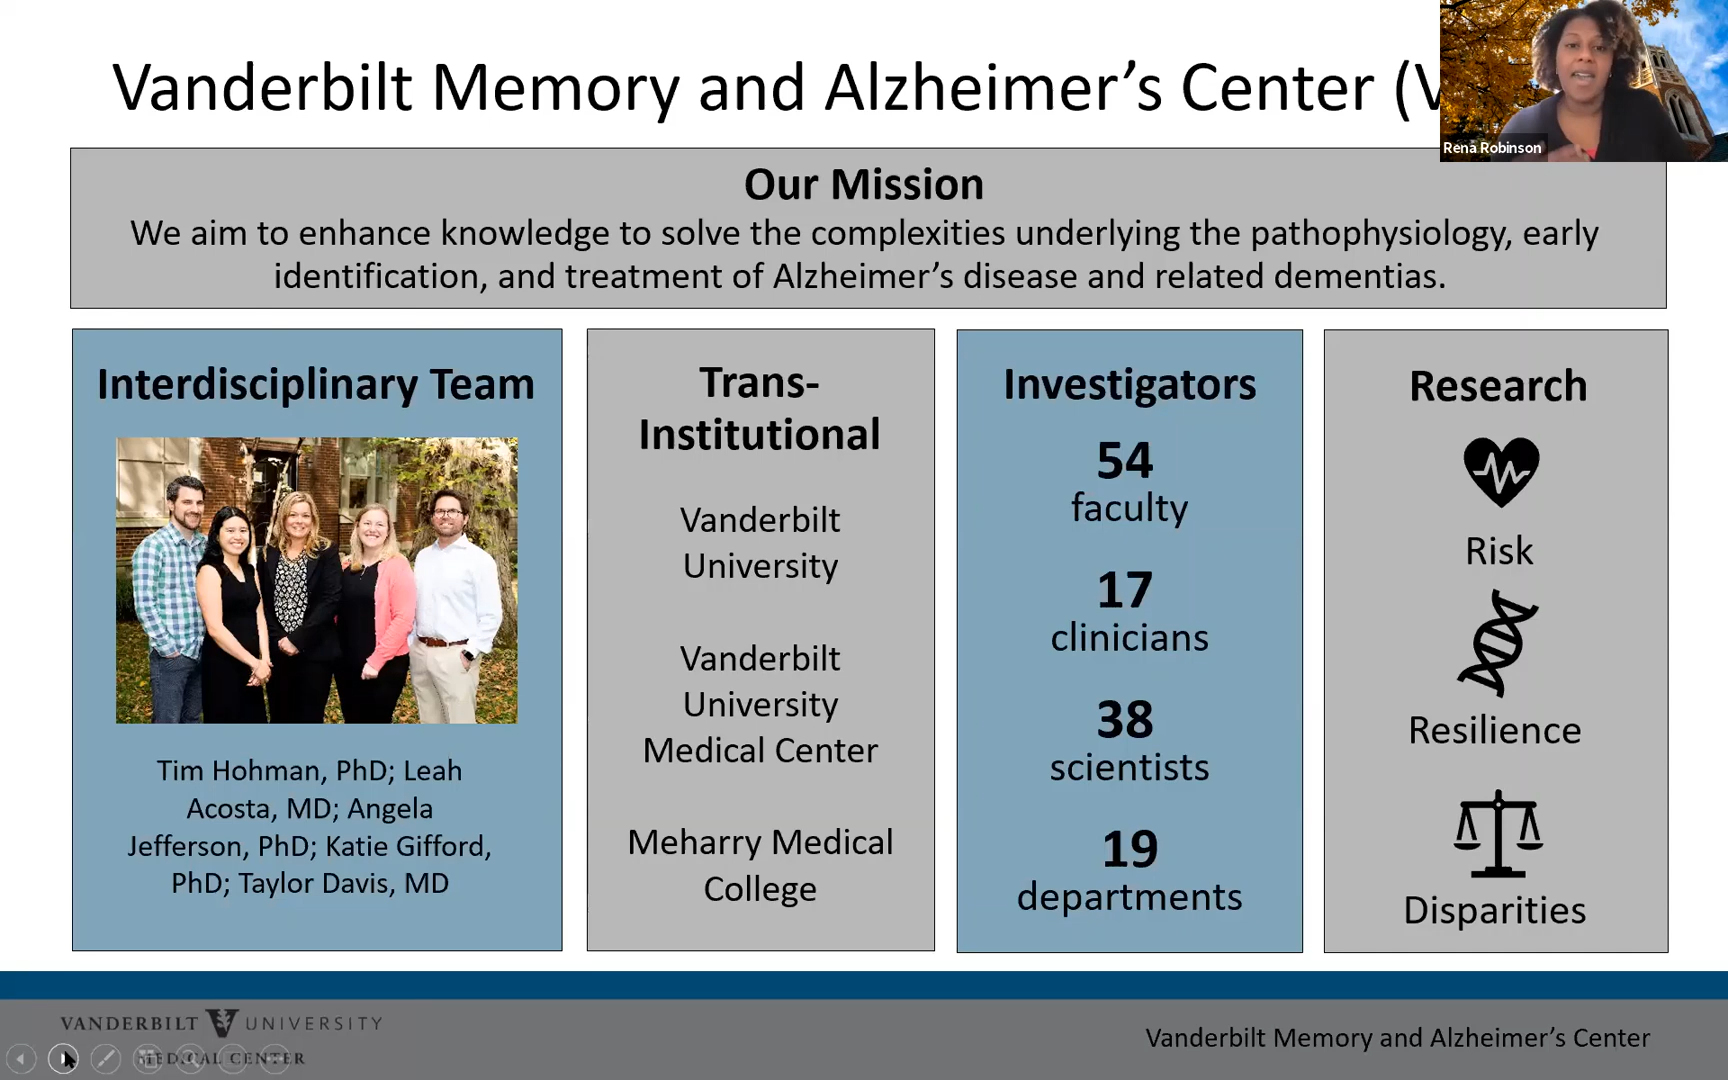 Vanderbilt Memory and Alzheimer’s Center (V
Rena Robinson
Our Mission
We aim to enhance knowledge to solve the complexities underlying the pathophysiology, early
identification, and treatment of Alzheimer’s disease and related dementias.
Interdisciplinary Team
Tim Hohman, PhD; Leah
Acosta, MD; Angela
Jefferson, PhD; Katie Gifford,
PhD; Taylor Davis, MD
Trans-
Institutional
Vanderbilt
University
Vanderbilt
University
Medical Center
Meharry Medical
College
Investigators
54
faculty
17
clinicians
38
scientists
19
departments
Research
Risk
Resilience
Disparities
VANDERBILT V UNIVERSITY
MEDICAL CENTER
Vanderbilt Memory and Alzheimer’s Center